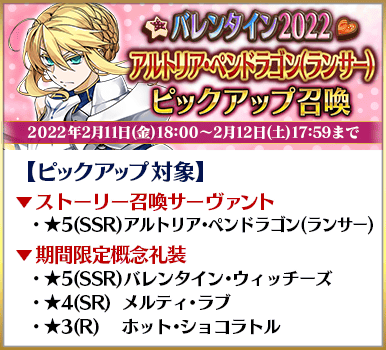 バレンタイン2022
アルトリア・ペンドラゴン(ランサー)
ピックアップ召喚
2022年2月11日(金)18:00～2月12日(土)17:59まで
【ピックアップ対象】
▼ストーリー召喚サーヴァント
・★5(SSR)アルトリア・ペンドラゴン(ランサー)
▼期間限定概念礼装
・★5(SSR)バレンタイン・ウィッチーズ
・★4(SR) メルティ・ラブ
・★3(R) ホット・ショコラトル